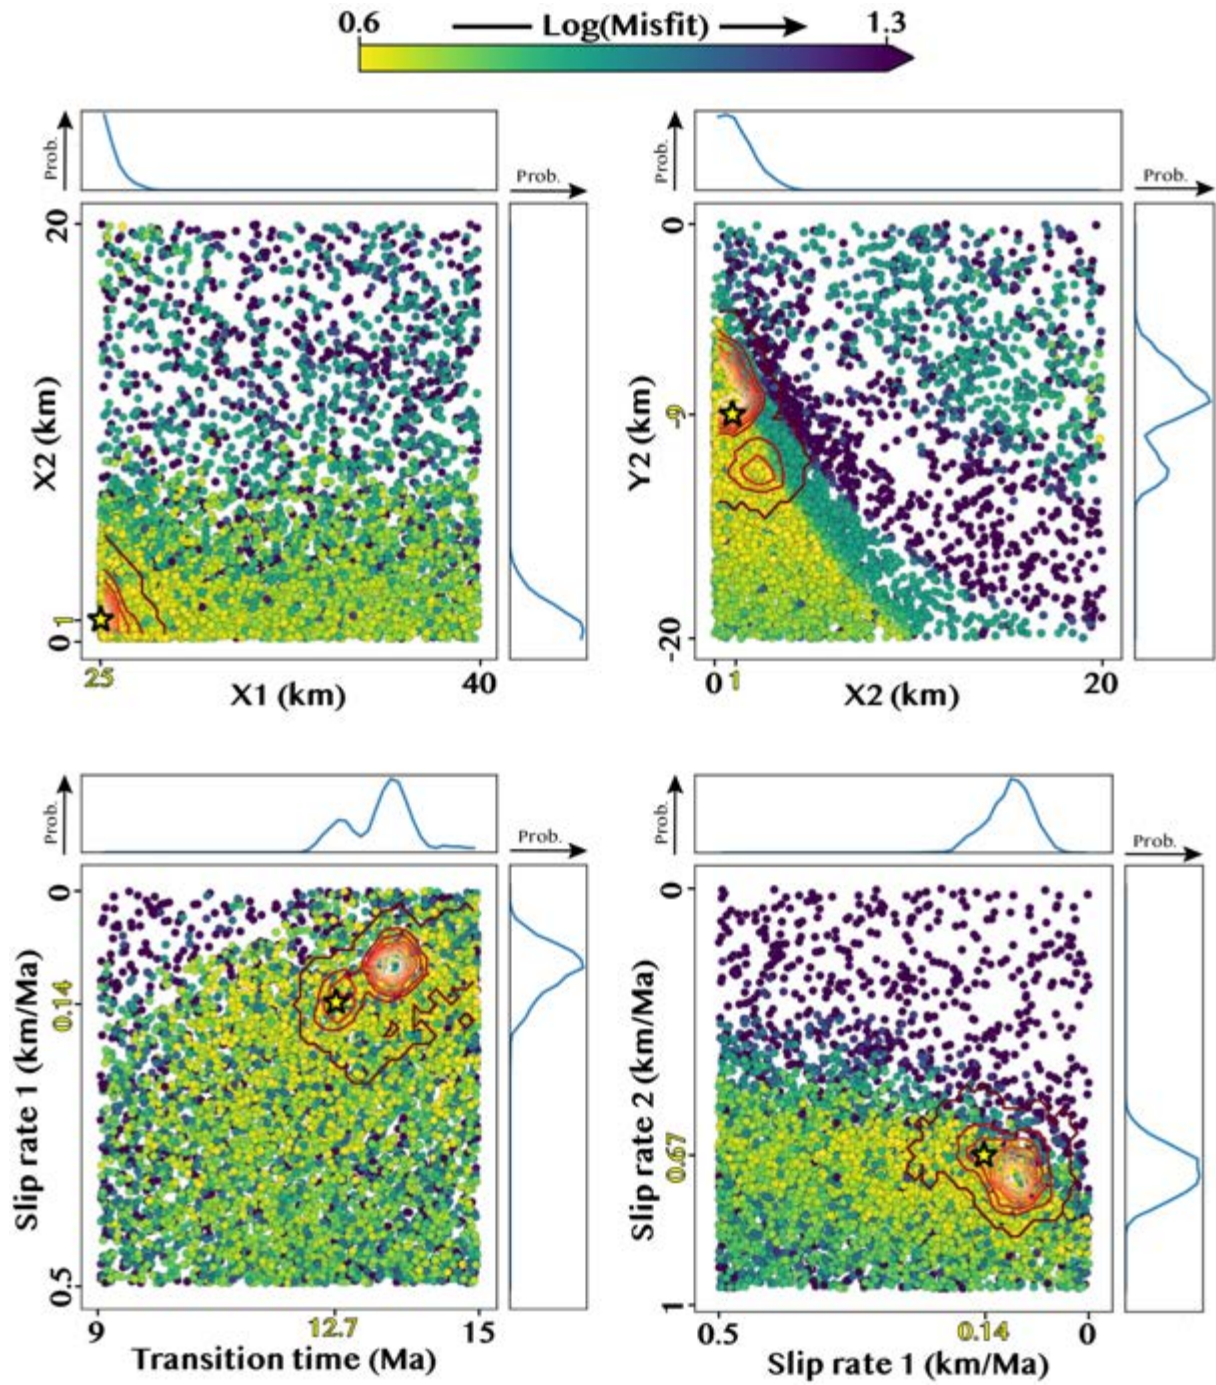 0.6 Log(Misfit) 1.3
Prob.
Prob.
20
X2 (km)
1
0
25
40
X1 (km)
Prob.
Prob.
0
Y2 (km)
-9
-20
0 1
20
X2 (km)
Prob.
Prob.
0
Slip rate 1 (km/Ma)
0.14
0.5
9
12.7
15
Transition time (Ma)
Prob.
Prob.
0
Slip rate 2 (km/Ma)
0.67
1
0.5
0.14
0
Slip rate 1 (km/Ma)